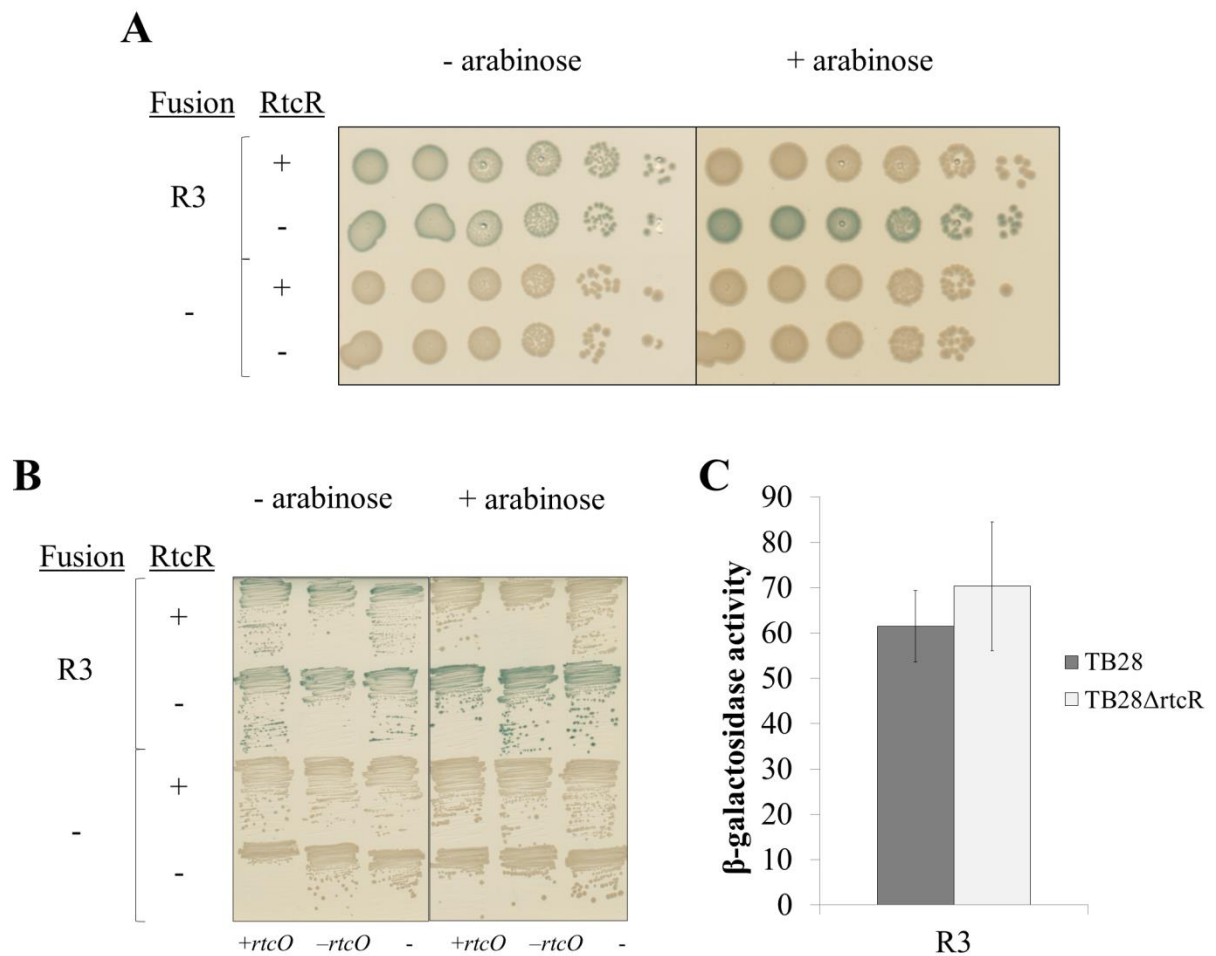 A
- arabinose + arabinose
Fusion RtcR
+
R3
-
+
-
-
B
- arabinose + arabinose
Fusion RtcR
+
R3
-
+
-
-
+rtcO –rtcO - +rtcO –rtcO -
C
β-galactosidase activity
90
80
70
60
50
40
30
20
10
0
R3
TB28
TB28ΔrtcR